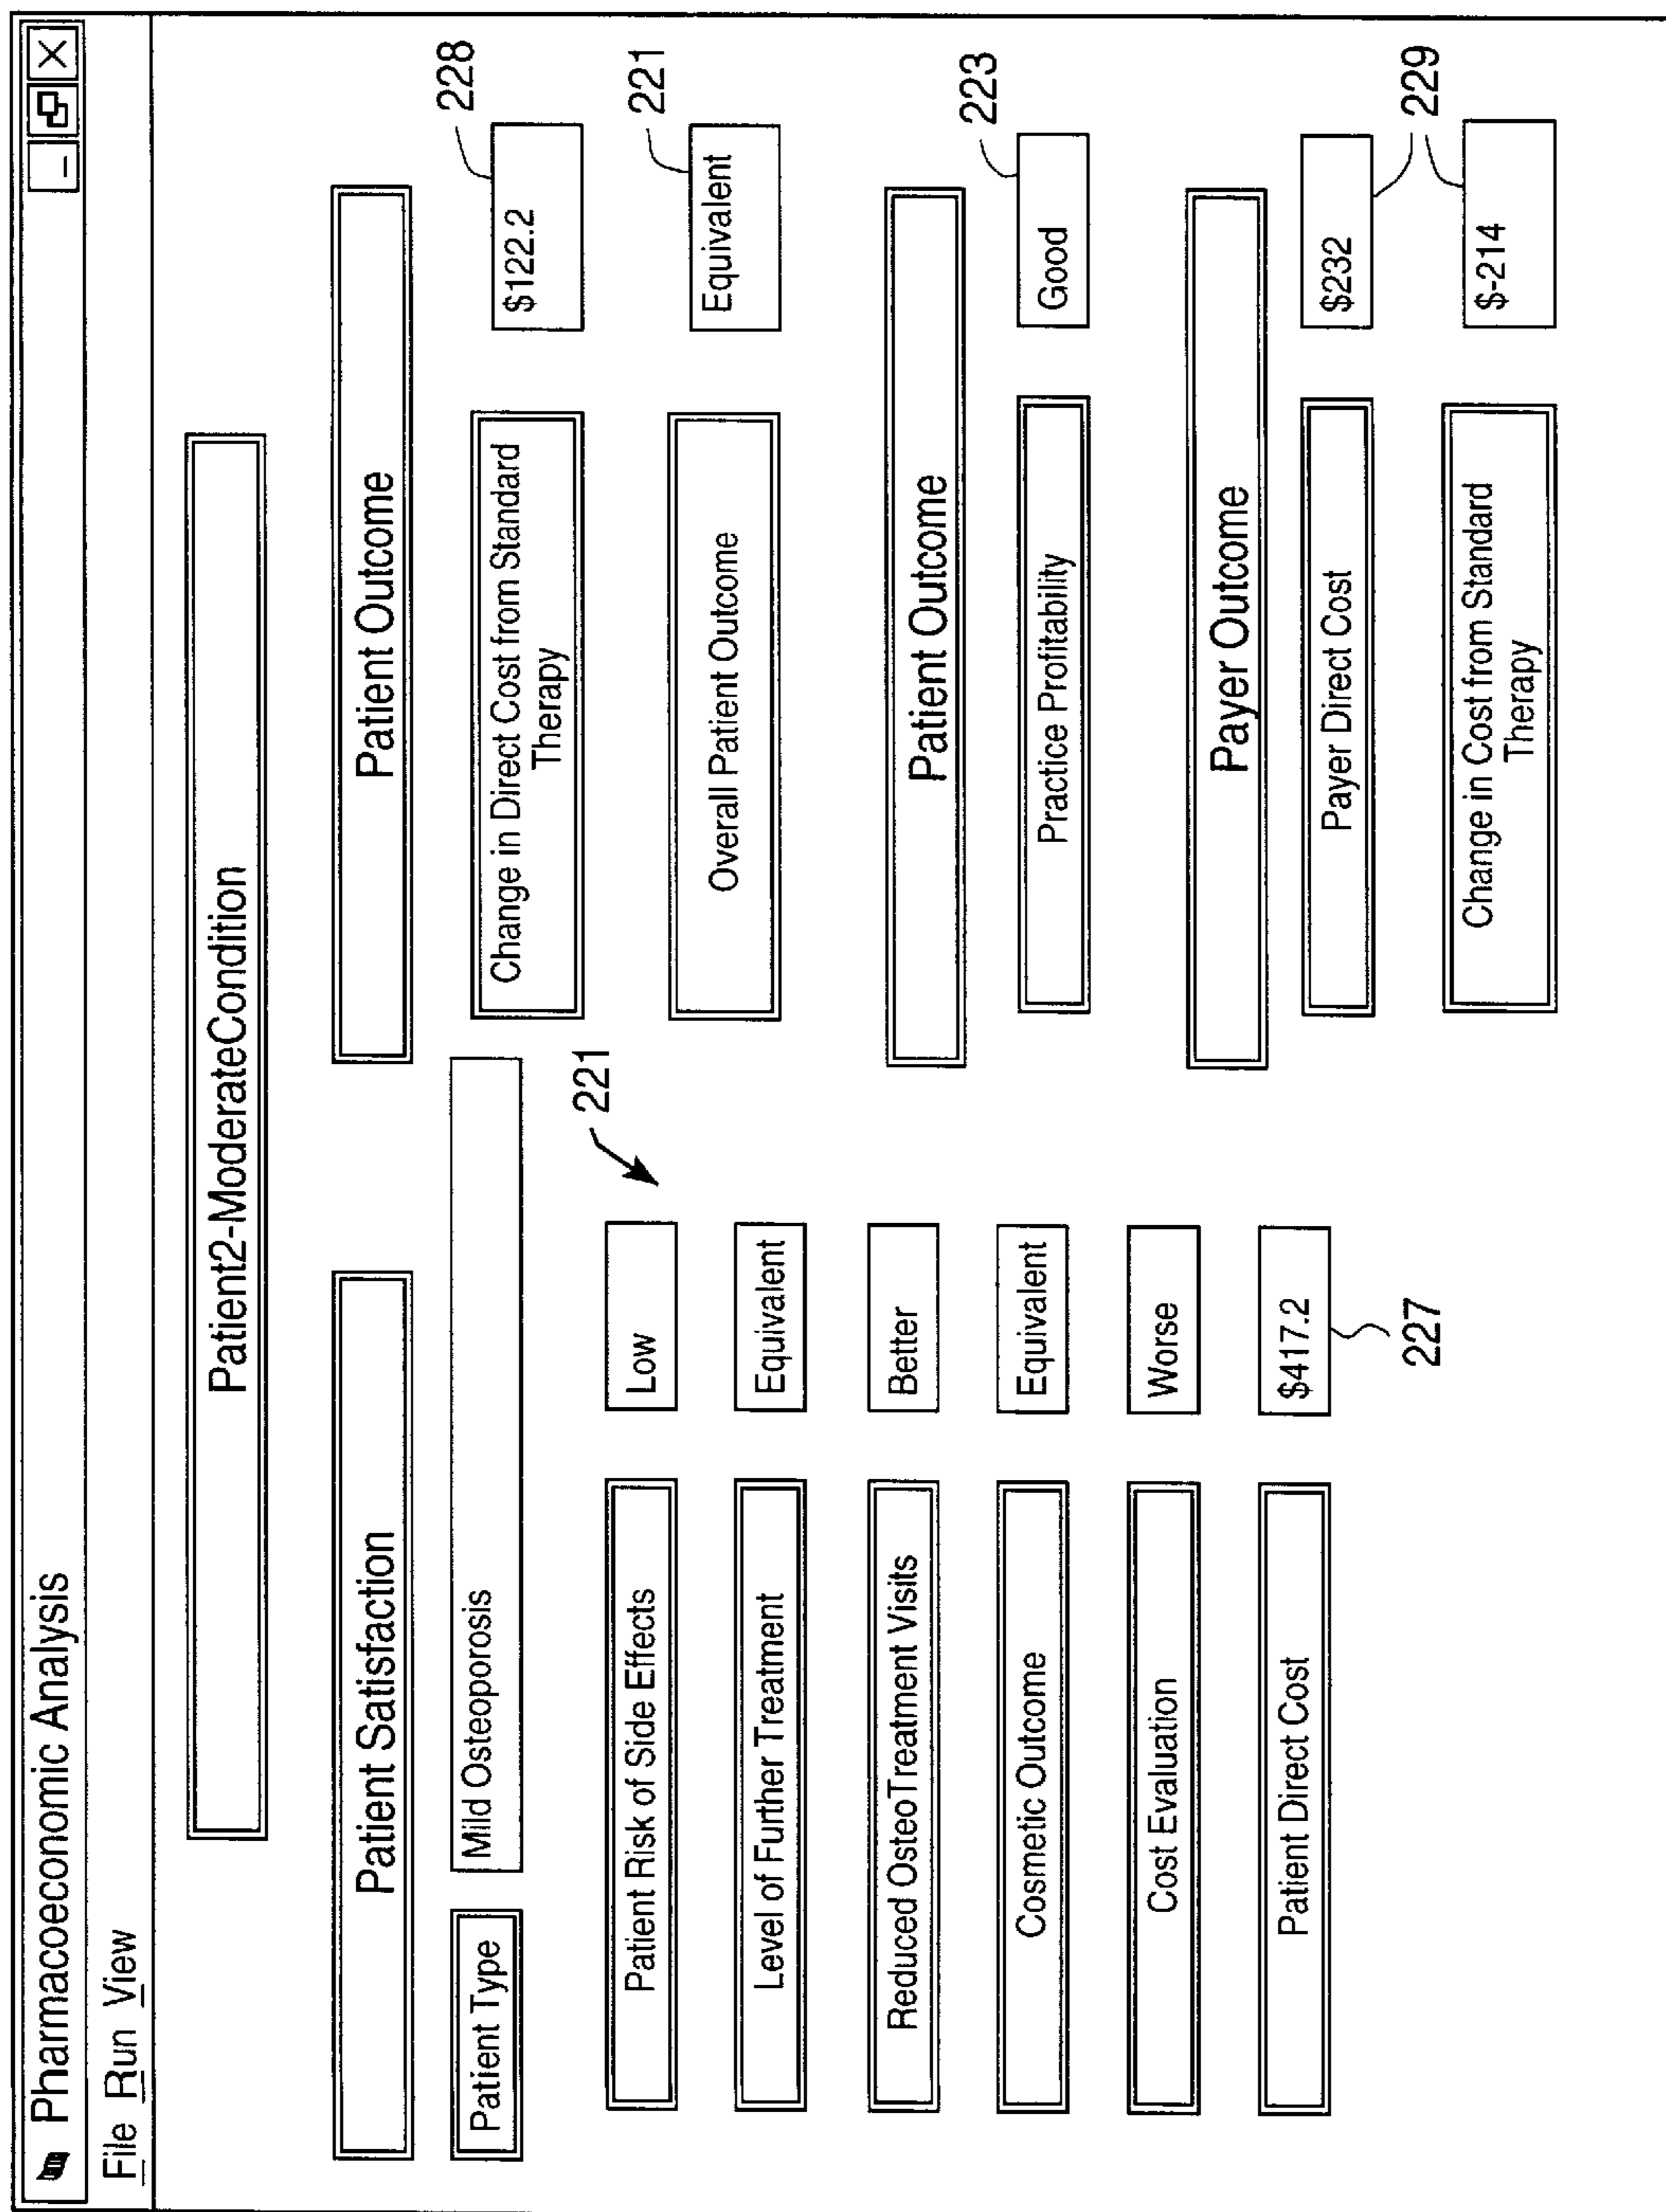 Pharmacoeconomic Analysis
File Run View
Patient2-ModerateCondition
Patient Satisfaction
Patient Type
Mild Osteoporosis
221
Patient Risk of Side Effects
Low
Level of Further Treatment
Equivalent
Reduced OsteoTreatment Visits
Better
Cosmetic Outcome
Equivalent
Cost Evaluation
Worse
Patient Direct Cost
$417.2
227
Patient Outcome
Change in Direct Cost from Standard
Therapy
$122.2
228
Overall Patient Outcome
Equivalent
221
Patient Outcome
Practice Profitability
Good
223
Payer Outcome
Payer Direct Cost
$232
229
Change in Cost from Standard
Therapy
$-214